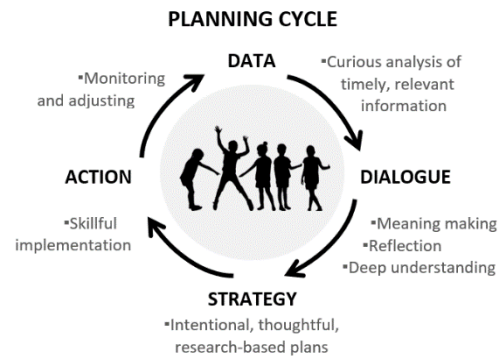 PLANNING CYCLE
DATA
▪Curious analysis of
timely, relevant
information
DIALOGUE
▪Meaning making
▪Reflection
▪Deep understanding
STRATEGY
▪Intentional, thoughtful,
research-based plans
ACTION
▪Skillful
implementation
▪Monitoring
and adjusting